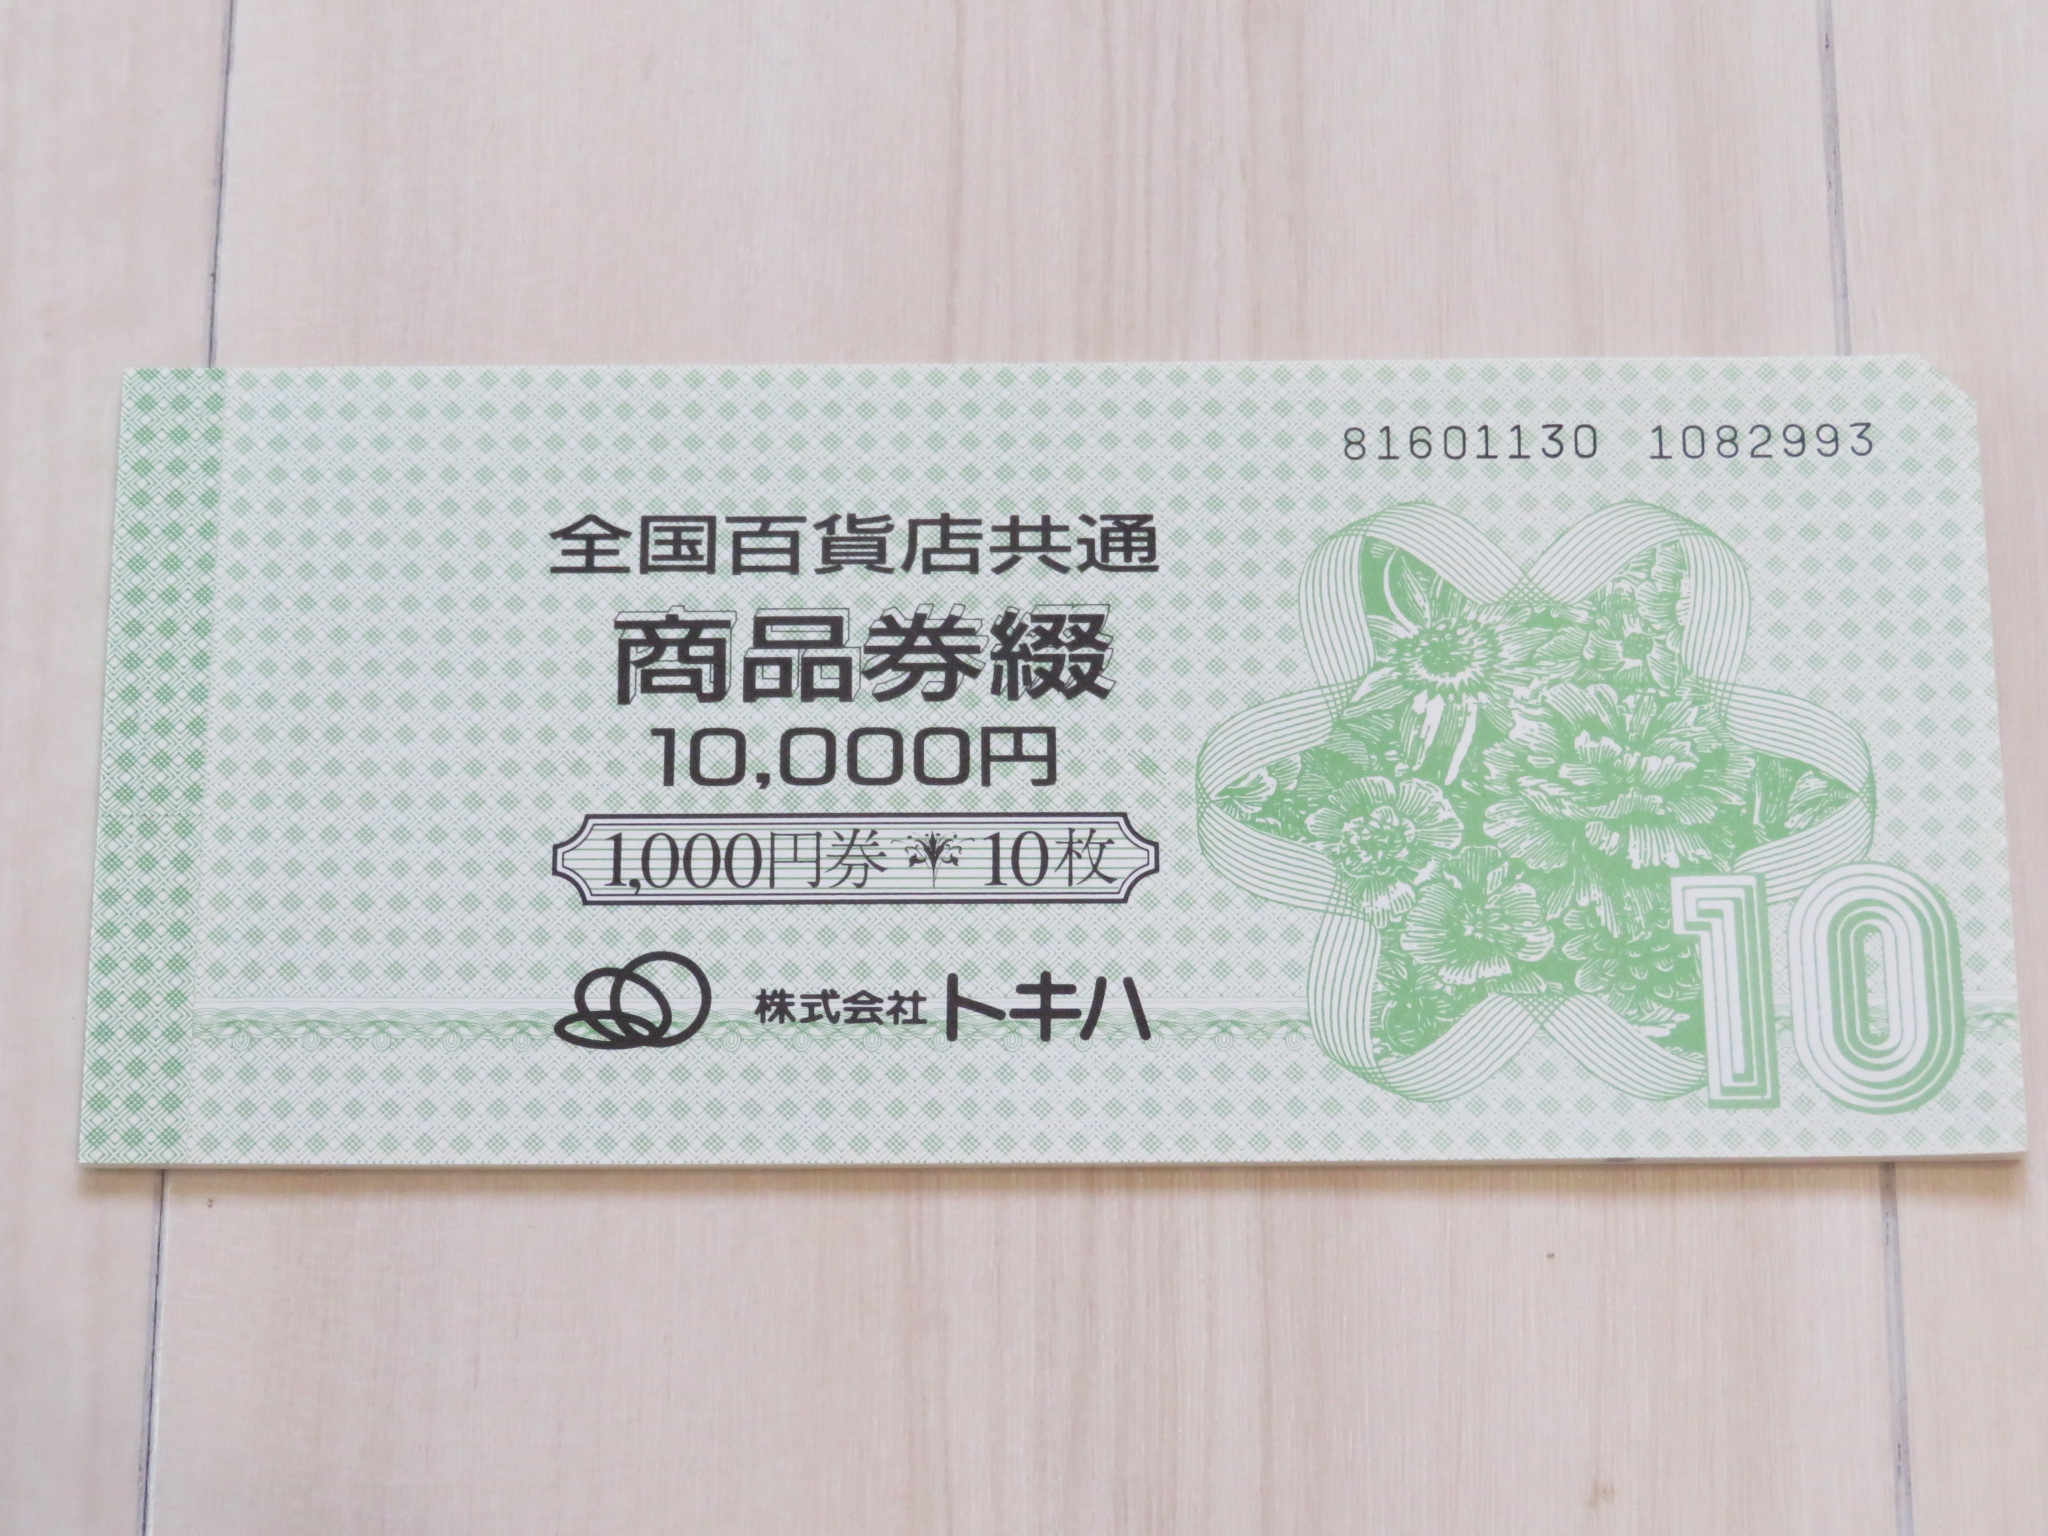 81601130 1082993
全国百貨店共通
商品券綴
10,000円
1,000円券 10枚
株式会社トキハ
10